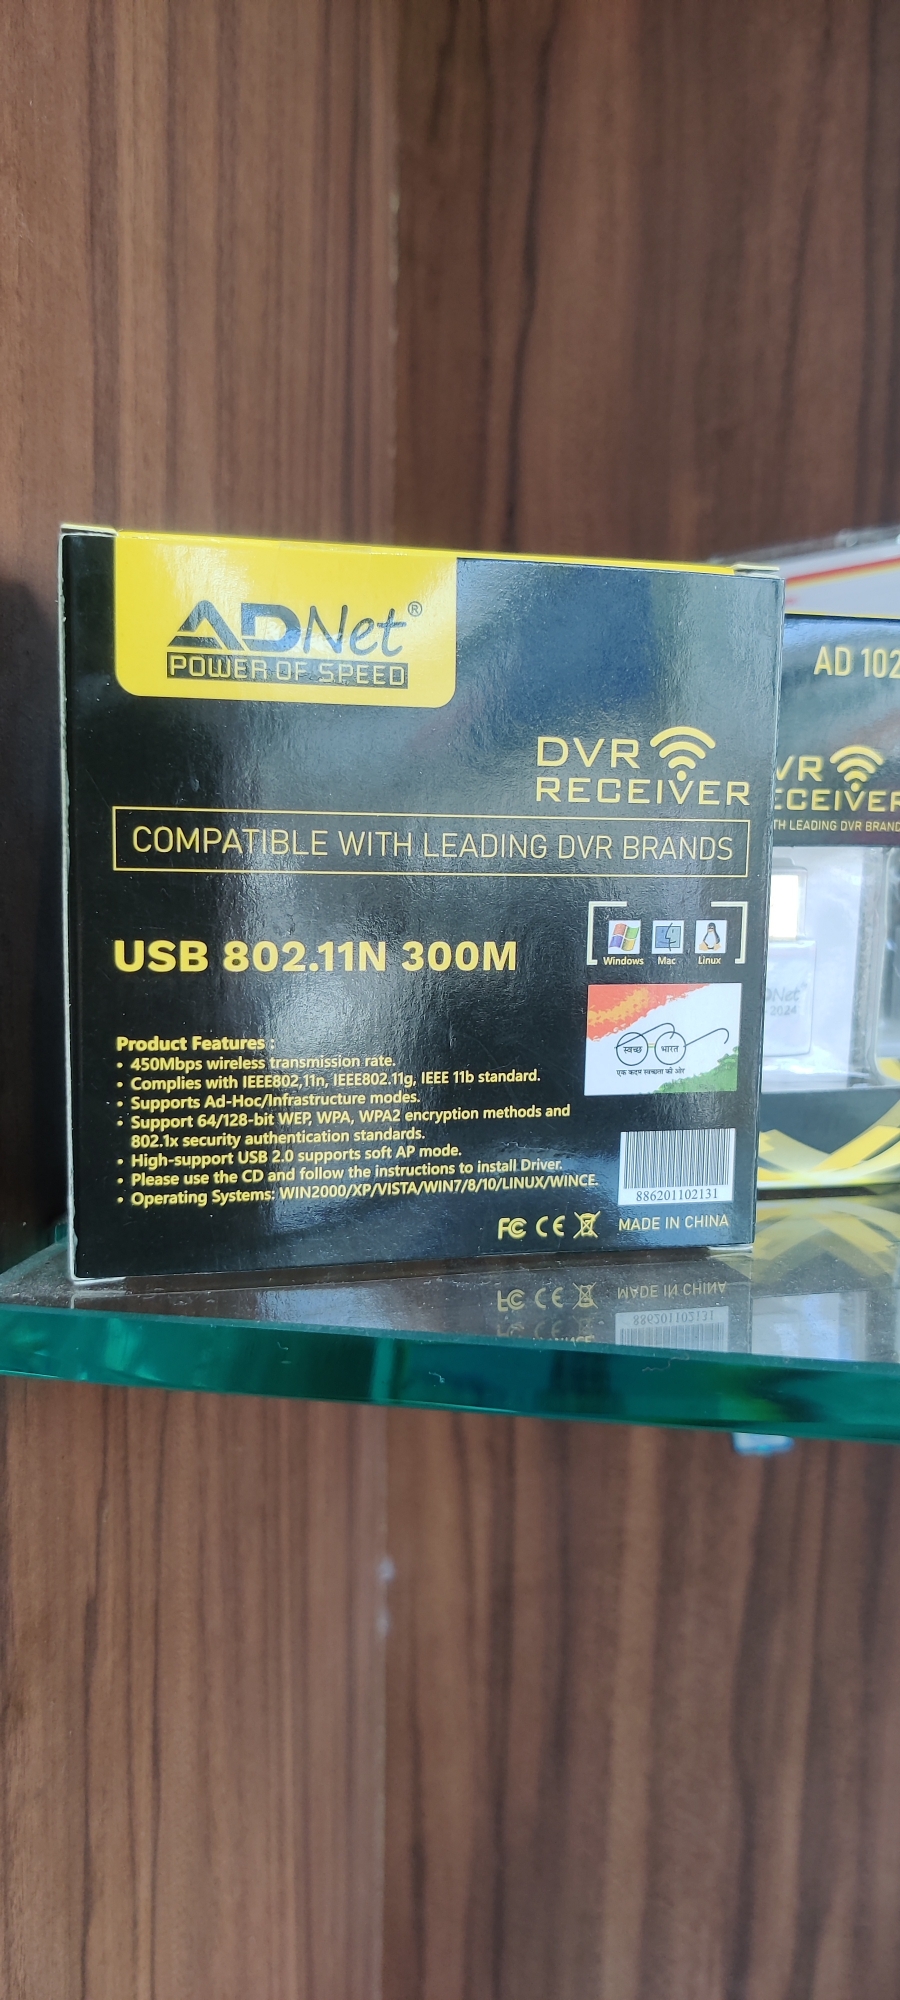 ADNet®
POWER OF SPEED
DVR
RECEIVER
COMPATIBLE WITH LEADING DVR BRANDS
USB 802.11N 300M
Windows Mac Linux
स्वच्छ भारत
एक कदम स्वच्छता की ओर
Product Features :
• 450Mbps wireless transmission rate.
• Complies with IEEE802,11n, IEEE802.11g, IEEE 11b standard.
• Supports Ad-Hoc/Infrastructure modes.
• Support 64/128-bit WEP, WPA, WPA2 encryption methods and
802.1x security authentication standards.
• High-support USB 2.0 supports soft AP mode.
• Please use the CD and follow the instructions to install Driver.
• Operating Systems: WIN2000/XP/VISTA/WIN7/8/10/LINUX/WINCE.
886201102131
FC CE MADE IN CHINA
AD 102
VR
ECEIVER
TH LEADING DVR BRAND
DNet
2024